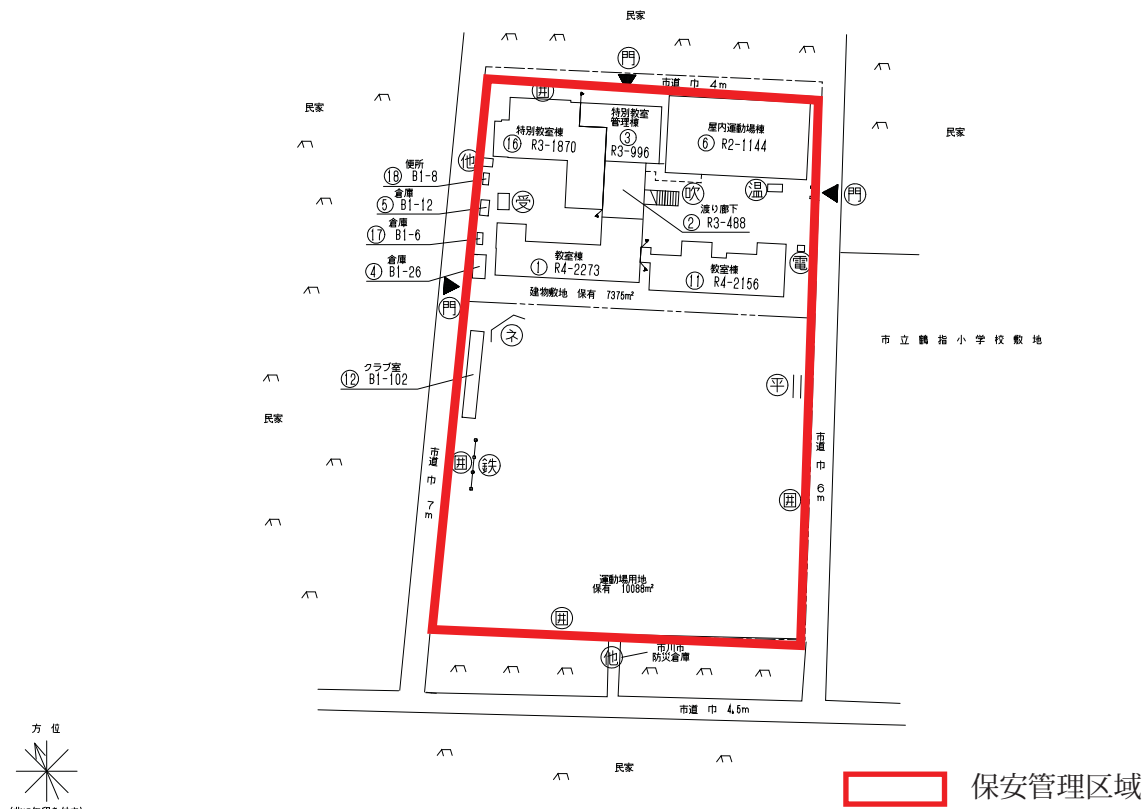 民家
門
市道 巾 4m
囲
特別教室棟
⑯ R3-1870
特別教室
管理棟
③
R3-996
屋内運動場棟
⑥ R2-1144
民家
民家
他
便所
⑱ B1-8
倉庫
⑤ B1-12
倉庫
⑰ B1-6
倉庫
④ B1-26
受
吹
温
門
渡り廊下
② R3-488
教室棟
① R4-2273
教室棟
⑪ R4-2156
電
建物敷地 保有 7375㎡
門
ネ
市立鶴指小学校敷地
クラブ室
⑫ B1-102
平
民家
市道 巾 7m
囲
鉄
市道 巾 6m
囲
運動場用地
保有 10088㎡
囲
他
市川市
防災倉庫
市道 巾 4.5m
民家
方位
保安管理区域